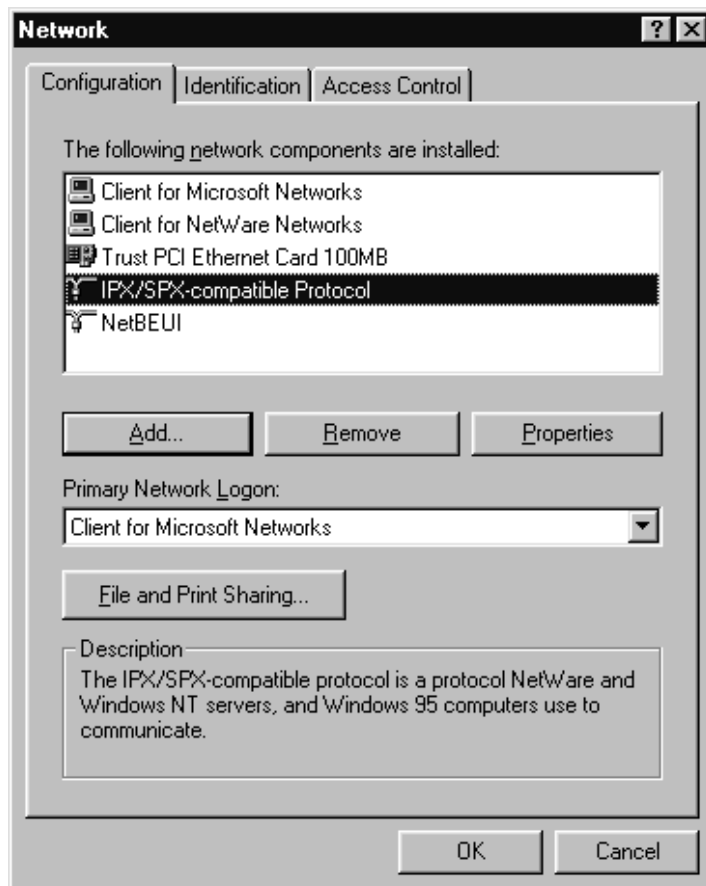 Network
Configuration Identification Access Control
The following network components are installed:
Client for Microsoft Networks
Client for NetWare Networks
Trust PCI Ethernet Card 100MB
IPX/SPX-compatible Protocol
NetBEUI
Add... Remove Properties
Primary Network Logon:
Client for Microsoft Networks
File and Print Sharing...
Description
The IPX/SPX-compatible protocol is a protocol NetWare and
Windows NT servers, and Windows 95 computers use to
communicate.
OK Cancel